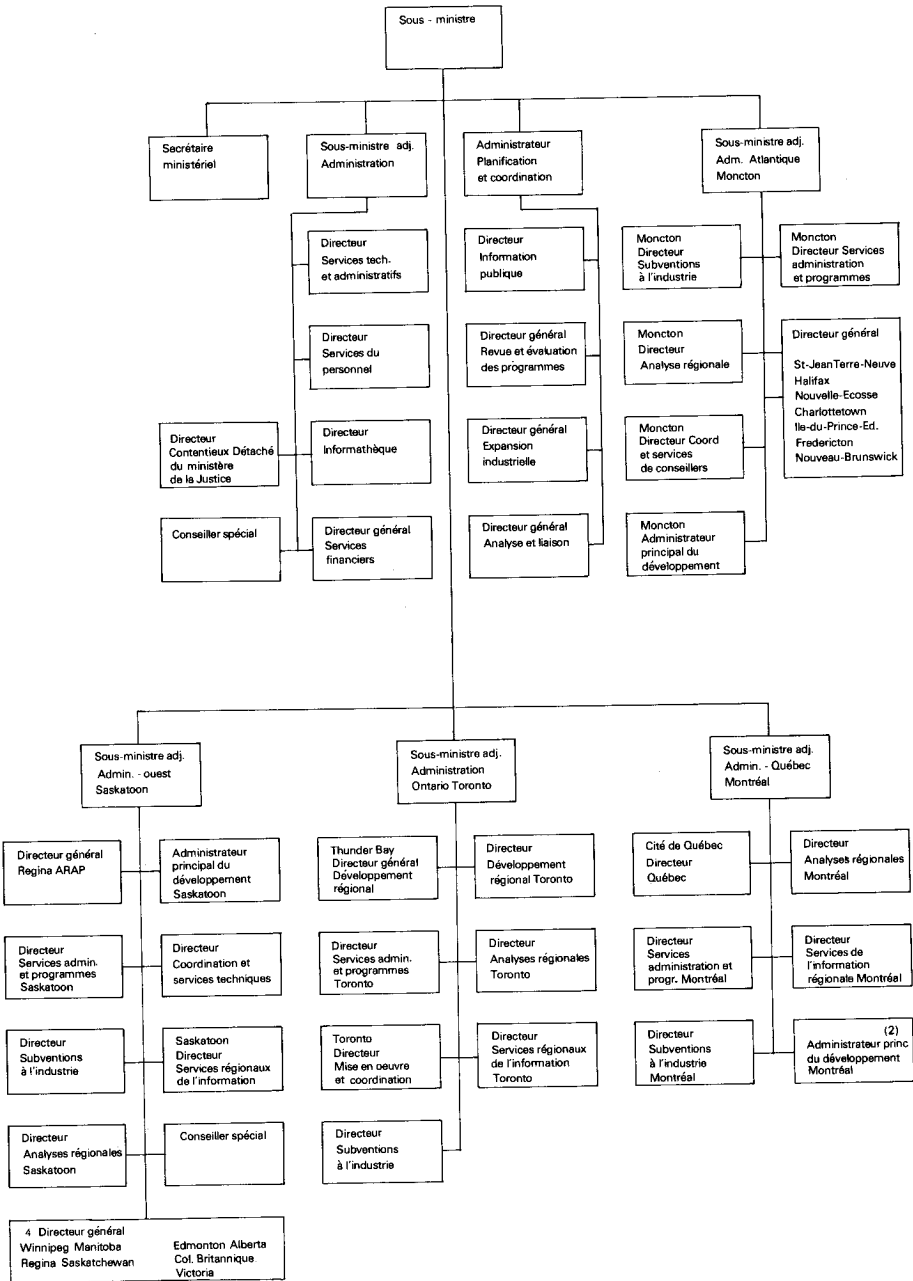 Sous - ministre
Secrétaire
ministériel
Sous-ministre adj.
Administration
Administrateur
Planification
et coordination
Sous-ministre adj.
Adm. Atlantique
Moncton
Directeur
Services tech.
et administratifs
Directeur
Services du
personnel
Directeur
Contentieux Détaché
du ministère
de la Justice
Directeur
Informathèque
Conseiller spécial
Directeur général
Services
financiers
Directeur
Information
publique
Directeur général
Revue et évaluation
des programmes
Directeur général
Expansion
industrielle
Directeur général
Analyse et liaison
Moncton
Directeur
Subventions
à l'industrie
Moncton
Directeur Services
administration
et programmes
Moncton
Directeur
Analyse régionale
Directeur général
St-Jean Terre-Neuve
Halifax
Nouvelle-Ecosse
Charlottetown
Ile-du-Prince-Ed.
Fredericton
Nouveau-Brunswick
Moncton
Directeur Coord
et services
de conseillers
Moncton
Administrateur
principal du
développement
Sous-ministre adj.
Admin. - ouest
Saskatoon
Sous-ministre adj.
Administration
Ontario Toronto
Sous-ministre adj.
Admin. - Québec
Montréal
Directeur général
Regina ARAP
Administrateur
principal du
développement
Saskatoon
Directeur
Services admin.
et programmes
Saskatoon
Directeur
Coordination et
services techniques
Directeur
Subventions
à l'industrie
Saskatoon
Directeur
Services régionaux
de l'information
Directeur
Analyses régionales
Saskatoon
Conseiller spécial
4 Directeur général
Winnipeg Manitoba
Regina Saskatchewan
Edmonton Alberta
Col. Britannique
Victoria
Thunder Bay
Directeur général
Développement
régional
Directeur
Développement
régional Toronto
Directeur
Services admin.
et programmes
Toronto
Directeur
Analyses régionales
Toronto
Toronto
Directeur
Mise en oeuvre
et coordination
Directeur
Services régionaux
de l'information
Toronto
Directeur
Subventions
à l'industrie
Cité de Québec
Directeur
Québec
Directeur
Analyses régionales
Montréal
Directeur
Services
administration et
progr. Montréal
Directeur
Services de
l'information
régionale Montréal
Directeur
Subventions
à l'industrie
Montréal
(2)
Administrateur princ
du développement
Montréal